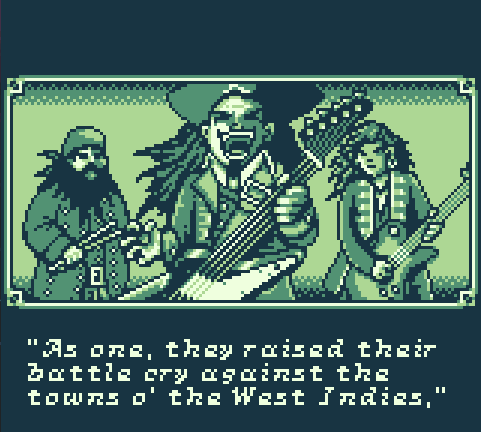 "As one, they raised their
battle cry against the
towns o' the West Indies,"